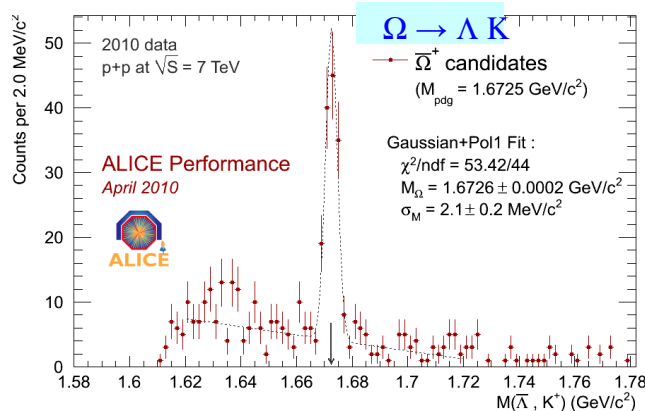 Ω → Λ K
Counts per 2.0 MeV/c²
2010 data
p+p at √S = 7 TeV
Ω̅⁺ candidates
(M_pdg = 1.6725 GeV/c²)
Gaussian+Pol1 Fit :
χ²/ndf = 53.42/44
M_Ω = 1.6726 ± 0.0002 GeV/c²
σ_M = 2.1 ± 0.2 MeV/c²
ALICE Performance
April 2010
ALICE
50
40
30
20
10
0
1.58 1.6 1.62 1.64 1.66 1.68 1.7 1.72 1.74 1.76 1.78
M(Λ̅ , K⁺) (GeV/c²)